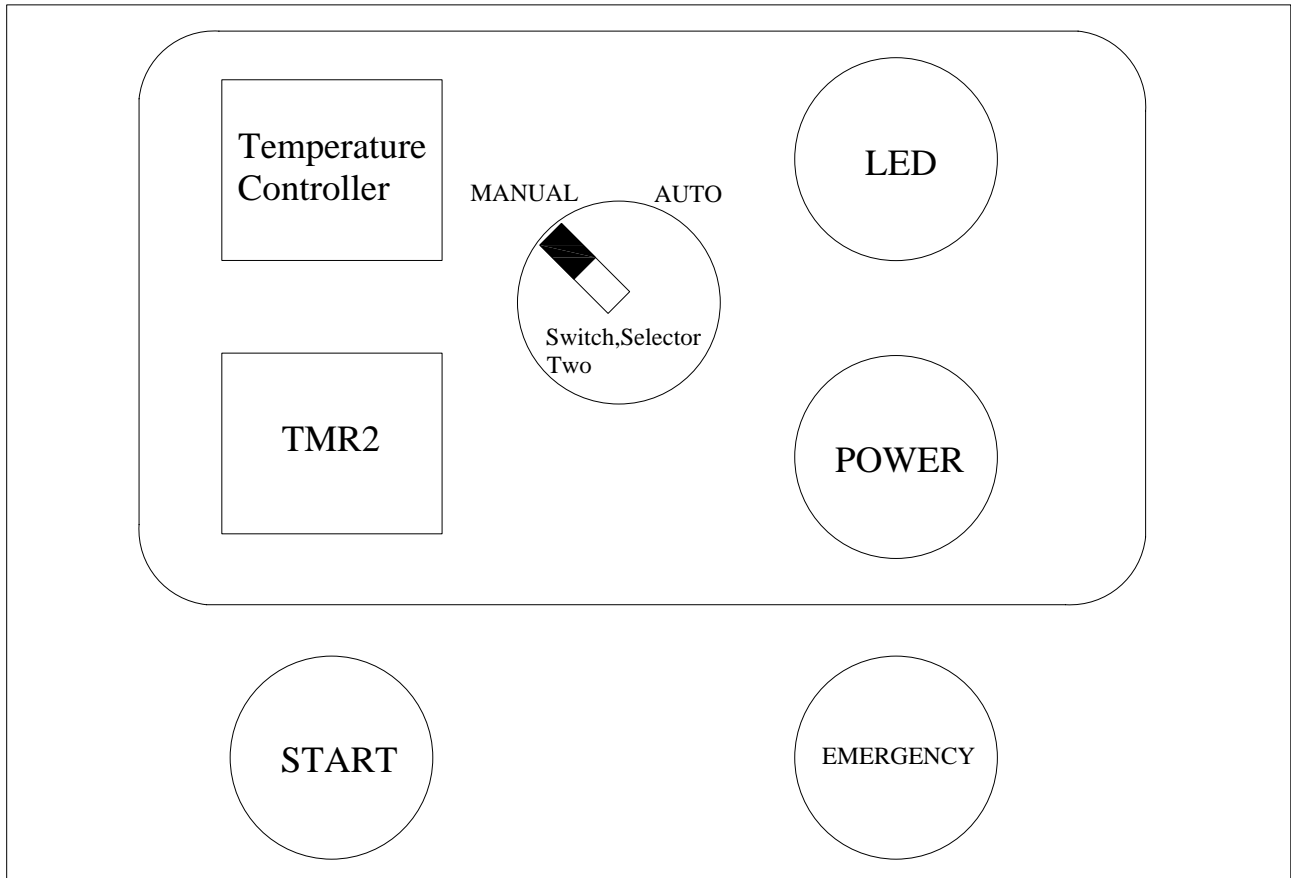 Temperature
Controller
MANUAL
AUTO
LED
Switch,Selector
Two
TMR2
POWER
START
EMERGENCY